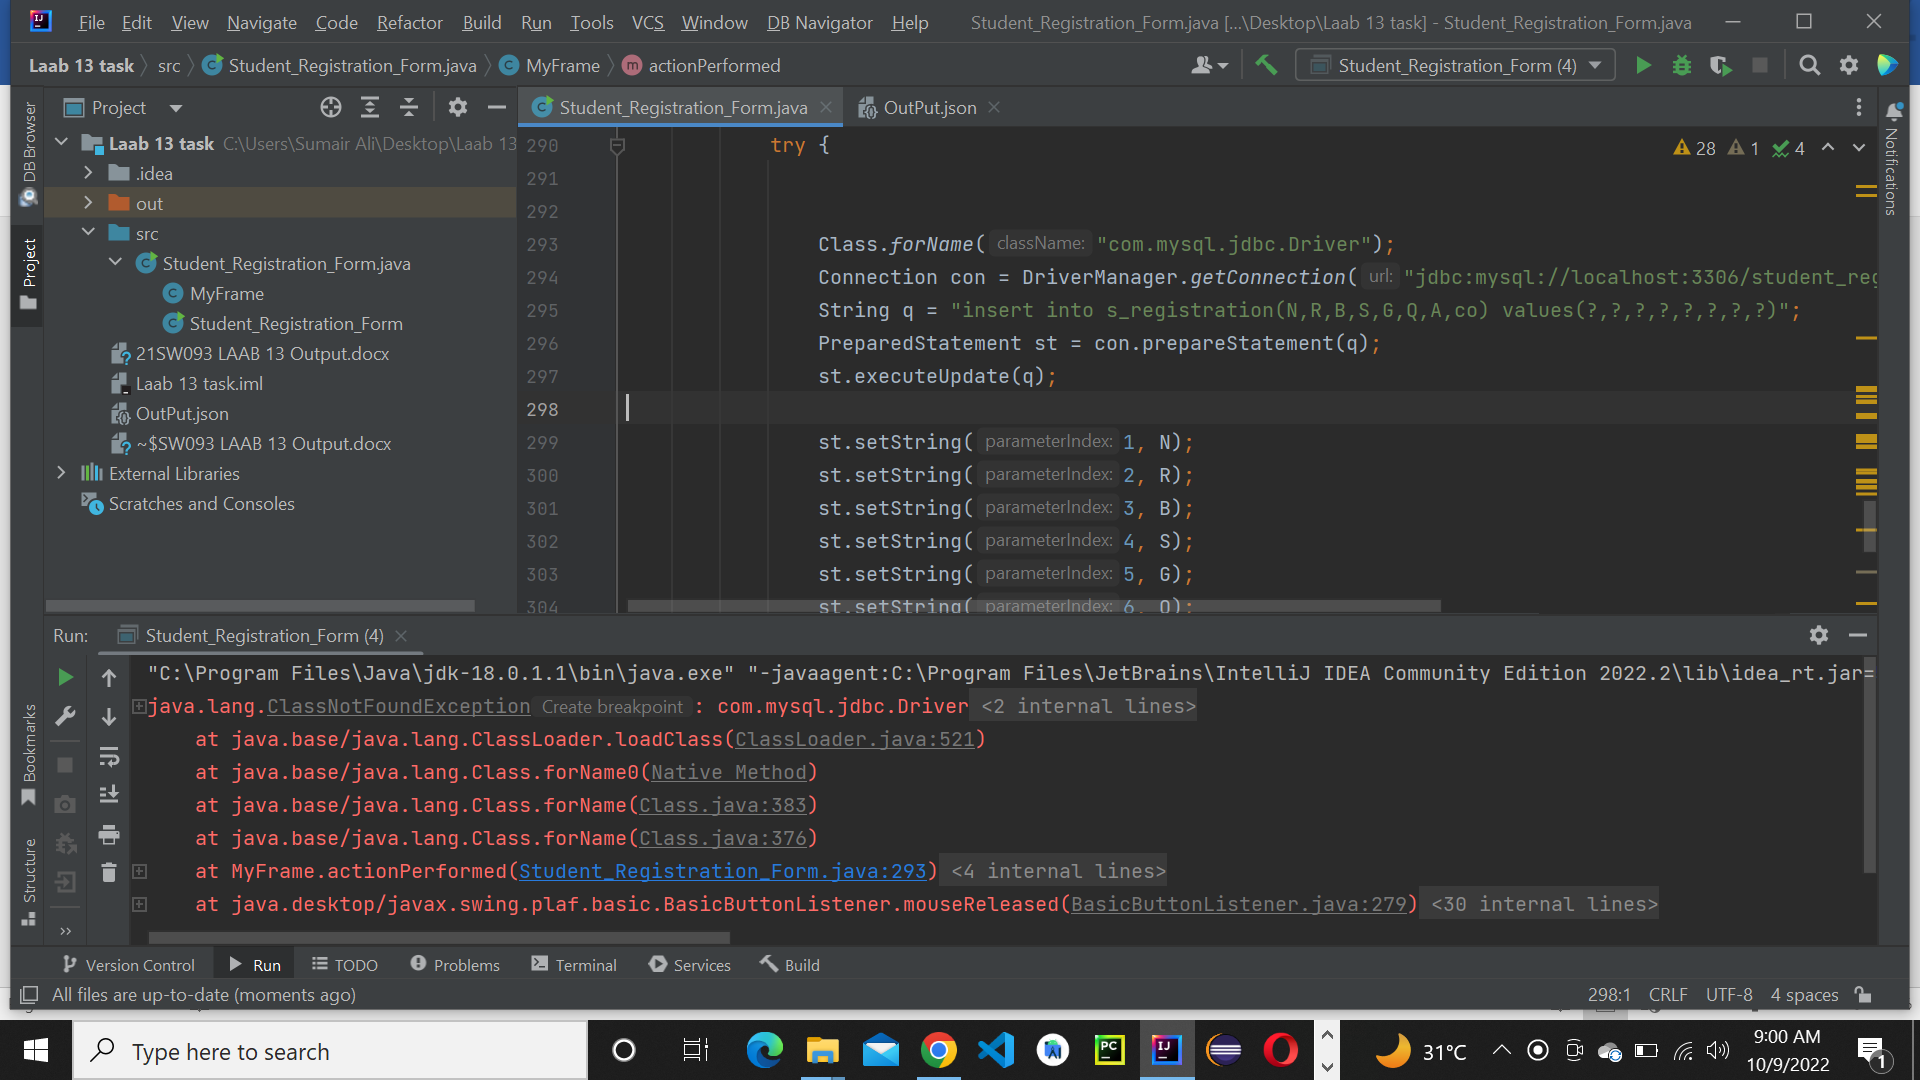 File Edit View Navigate Code Refactor Build Run Tools VCS Window DB Navigator Help Student_Registration_Form.java [...\Desktop\Laab 13 task] - Student_Registration_Form.java
Laab 13 task src Student_Registration_Form.java MyFrame actionPerformed Student_Registration_Form (4)
DB Browser
Project
Bookmarks
Structure
Notifications
Project
Laab 13 task C:\Users\Sumair Ali\Desktop\Laab 13
.idea
out
src
Student_Registration_Form.java
MyFrame
Student_Registration_Form
21SW093 LAAB 13 Output.docx
Laab 13 task.iml
OutPut.json
~$SW093 LAAB 13 Output.docx
External Libraries
Scratches and Consoles
Student_Registration_Form.java OutPut.json
28 1 4
290 try {
291
292
293 Class.forName( className: "com.mysql.jdbc.Driver");
294 Connection con = DriverManager.getConnection( url: "jdbc:mysql://localhost:3306/student_reg
295 String q = "insert into s_registration(N,R,B,S,G,Q,A,co) values(?,?,?,?,?,?,?,?)";
296 PreparedStatement st = con.prepareStatement(q);
297 st.executeUpdate(q);
298
299 st.setString( parameterIndex: 1, N);
300 st.setString( parameterIndex: 2, R);
301 st.setString( parameterIndex: 3, B);
302 st.setString( parameterIndex: 4, S);
303 st.setString( parameterIndex: 5, G);
304 st.setString( parameterIndex: 6, Q);
Run: Student_Registration_Form (4)
"C:\Program Files\Java\jdk-18.0.1.1\bin\java.exe" "-javaagent:C:\Program Files\JetBrains\IntelliJ IDEA Community Edition 2022.2\lib\idea_rt.jar=
java.lang.ClassNotFoundException Create breakpoint : com.mysql.jdbc.Driver <2 internal lines>
at java.base/java.lang.ClassLoader.loadClass(ClassLoader.java:521)
at java.base/java.lang.Class.forName0(Native Method)
at java.base/java.lang.Class.forName(Class.java:383)
at java.base/java.lang.Class.forName(Class.java:376)
at MyFrame.actionPerformed(Student_Registration_Form.java:293) <4 internal lines>
at java.desktop/javax.swing.plaf.basic.BasicButtonListener.mouseReleased(BasicButtonListener.java:279) <30 internal lines>
Version Control Run TODO Problems Terminal Services Build
All files are up-to-date (moments ago) 298:1 CRLF UTF-8 4 spaces
Type here to search 31°C 9:00 AM
10/9/2022 1